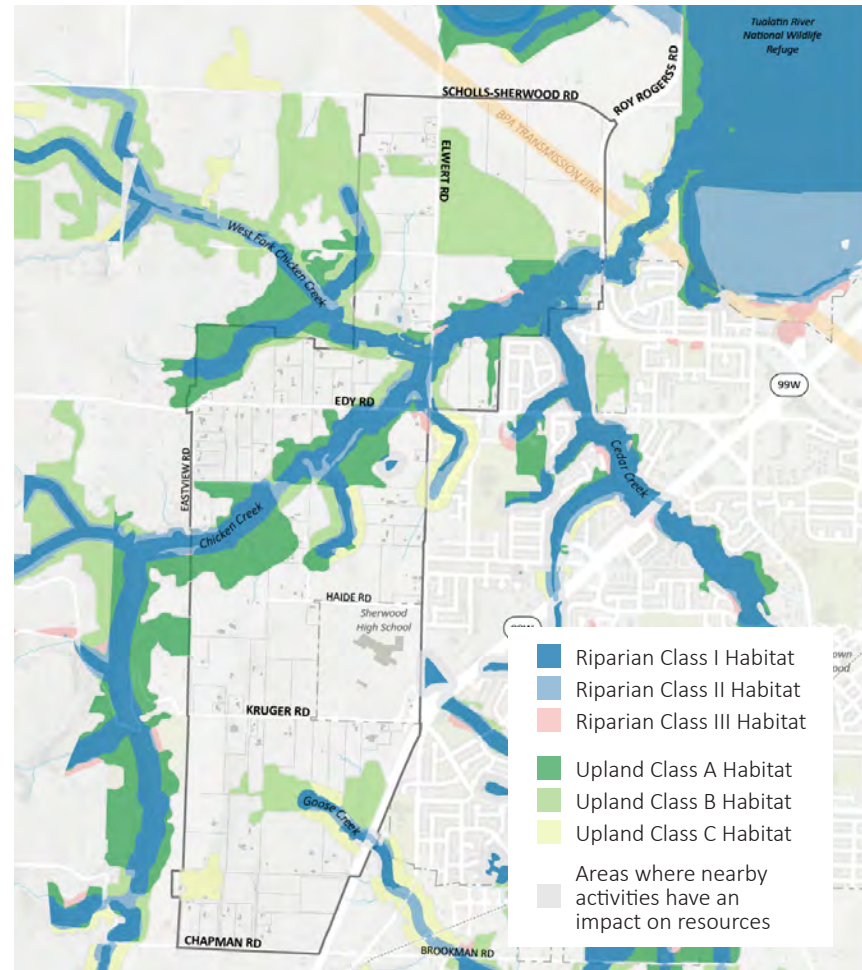 Tualatin River
National Wildlife
Refuge
SCHOLLS-SHERWOOD RD
ROY ROGERSS RD
BPA TRANSMISSION LINE
ELWERT RD
West Fork Chicken Creek
99W
EDY RD
EASTVIEW RD
Cedar Creek
Chicken Creek
HAIDE RD
Sherwood
High School
KRUGER RD
Goose Creek
CHAPMAN RD
BROOKMAN RD
Riparian Class I Habitat
Riparian Class II Habitat
Riparian Class III Habitat
Upland Class A Habitat
Upland Class B Habitat
Upland Class C Habitat
Areas where nearby
activities have an
impact on resources